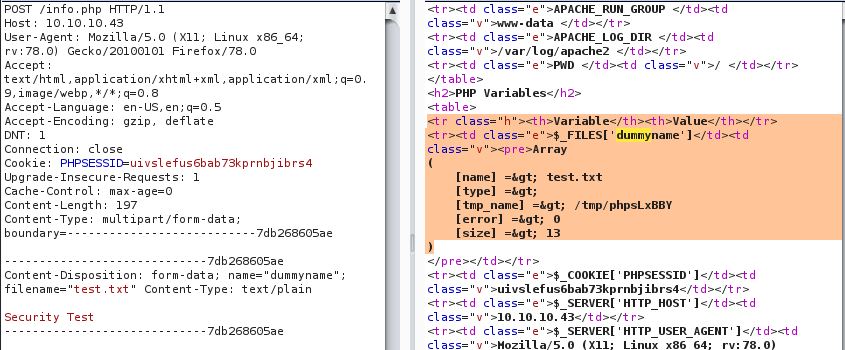 POST /info.php HTTP/1.1
Host: 10.10.10.43
User-Agent: Mozilla/5.0 (X11; Linux x86_64;
rv:78.0) Gecko/20100101 Firefox/78.0
Accept:
text/html,application/xhtml+xml,application/xml;q=0.
9,image/webp,*/*;q=0.8
Accept-Language: en-US,en;q=0.5
Accept-Encoding: gzip, deflate
DNT: 1
Connection: close
Cookie: PHPSESSID=uivslefus6bab73kprnbjibrs4
Upgrade-Insecure-Requests: 1
Cache-Control: max-age=0
Content-Length: 197
Content-Type: multipart/form-data;
boundary=---------------------------7db268605ae

-----------------------------7db268605ae
Content-Disposition: form-data; name="dummyname";
filename="test.txt" Content-Type: text/plain

Security Test
-----------------------------7db268605ae
<tr><td class="e">APACHE_RUN_GROUP </td><td
class="v">www-data </td></tr>
<tr><td class="e">APACHE_LOG_DIR </td><td
class="v">/var/log/apache2 </td></tr>
<tr><td class="e">PWD </td><td class="v">/ </td></tr>
</table>
<h2>PHP Variables</h2>
<table>
<tr class="h"><th>Variable</th><th>Value</th></tr>
<tr><td class="e">$_FILES['dummyname']</td><td
class="v"><pre>Array
(
[name] =&gt; test.txt
[type] =&gt;
[tmp_name] =&gt; /tmp/phpsLxBBY
[error] =&gt; 0
[size] =&gt; 13
)
</pre></td></tr>
<tr><td class="e">$_COOKIE['PHPSESSID']</td><td
class="v">uivslefus6bab73kprnbjibrs4</td></tr>
<tr><td class="e">$_SERVER['HTTP_HOST']</td><td
class="v">10.10.10.43</td></tr>
<tr><td class="e">$_SERVER['HTTP_USER_AGENT']</td><td
class="v">Mozilla/5.0 (X11; Linux x86_64; rv:78.0)